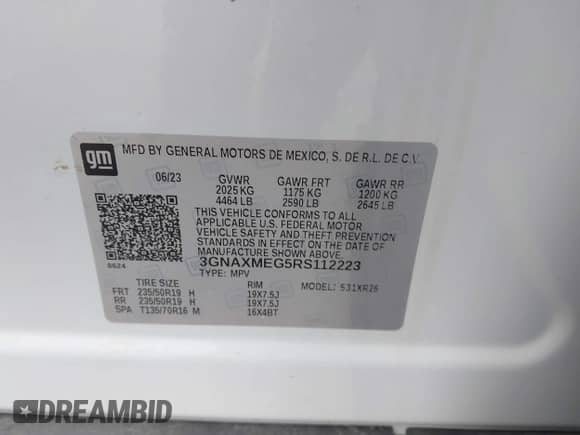 gm
MFD BY GENERAL MOTORS DE MEXICO, S. DE R.L. DE C.V.
06/23 GVWR GAWR FRT GAWR RR
2025 KG 1175 KG 1200 KG
4464 LB 2590 LB 2645 LB
THIS VEHICLE CONFORMS TO ALL
APPLICABLE U.S. FEDERAL MOTOR
VEHICLE SAFETY AND THEFT PREVENTION
STANDARDS IN EFFECT ON THE DATE OF
MANUFACTURE SHOWN ABOVE.
3GNAXMEG5RS112223
8624 TYPE: MPV
TIRE SIZE RIM MODEL: 531XR26
FRT 235/50R19 H 19X7.5J
RR 235/50R19 H 19X7.5J
SPA T135/70R16 M 16X4BT
DREAMBID